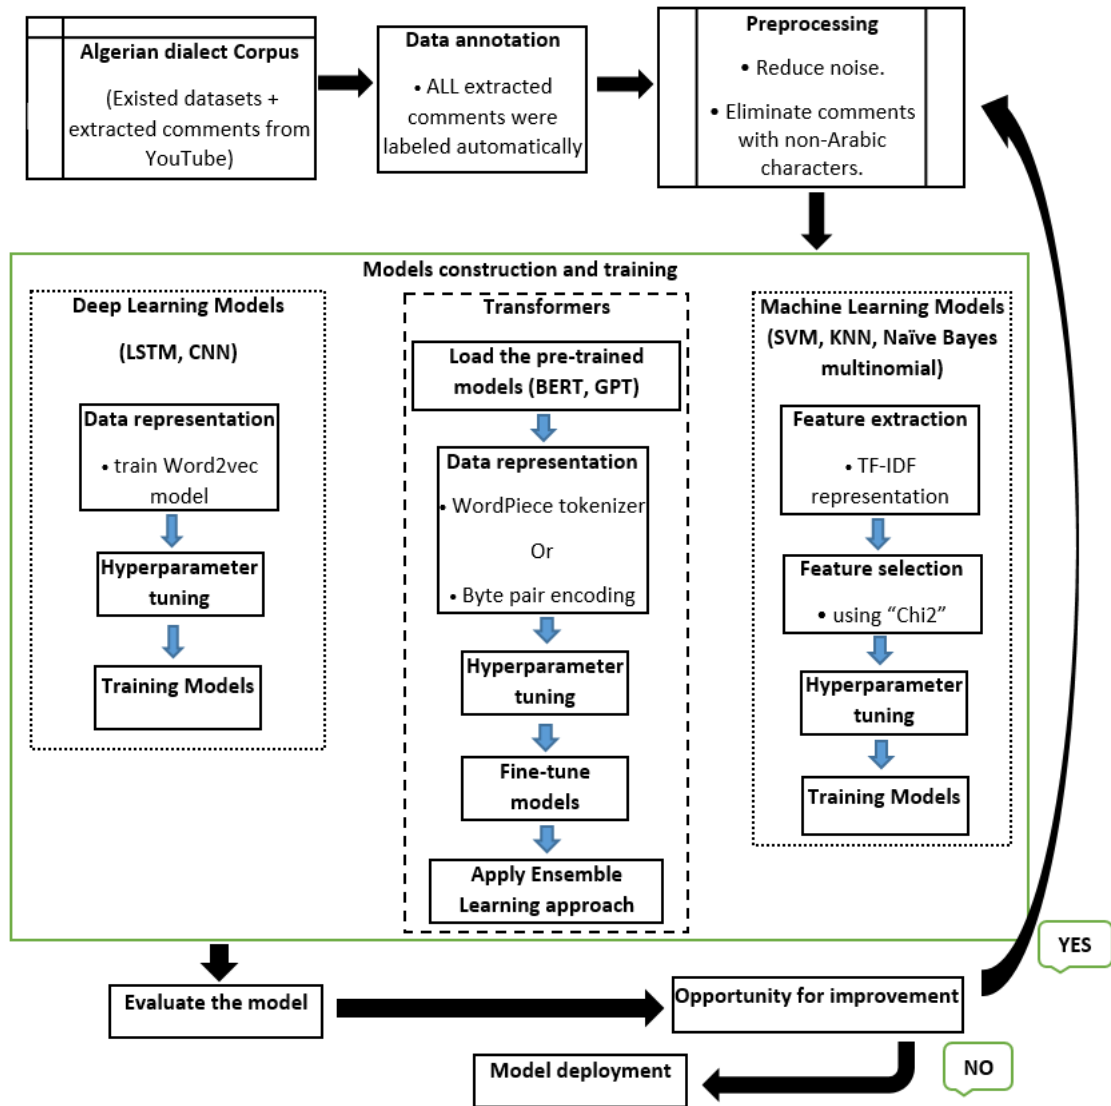 Algerian dialect Corpus
(Existed datasets +
extracted comments from
YouTube)
Data annotation
• ALL extracted
comments were
labeled automatically
Preprocessing
• Reduce noise.
• Eliminate comments
with non-Arabic
characters.
Models construction and training
Deep Learning Models
(LSTM, CNN)
Data representation
• train Word2vec
model
Hyperparameter
tuning
Training Models
Transformers
Load the pre-trained
models (BERT, GPT)
Data representation
• WordPiece tokenizer
Or
• Byte pair encoding
Hyperparameter
tuning
Fine-tune
models
Apply Ensemble
Learning approach
Machine Learning Models
(SVM, KNN, Naïve Bayes
multinomial)
Feature extraction
• TF-IDF
representation
Feature selection
• using “Chi2”
Hyperparameter
tuning
Training Models
Evaluate the model
Opportunity for improvement
YES
NO
Model deployment